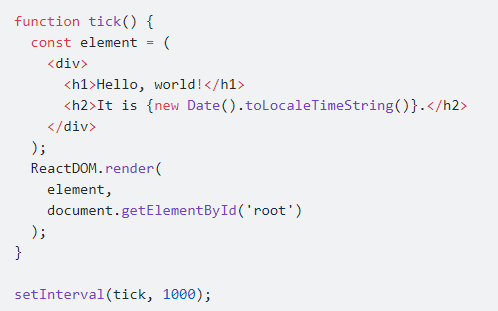 function tick() {
  const element = (
    <div>
      <h1>Hello, world!</h1>
      <h2>It is {new Date().toLocaleTimeString()}.</h2>
    </div>
  );
  ReactDOM.render(
    element,
    document.getElementById('root')
  );
}

setInterval(tick, 1000);